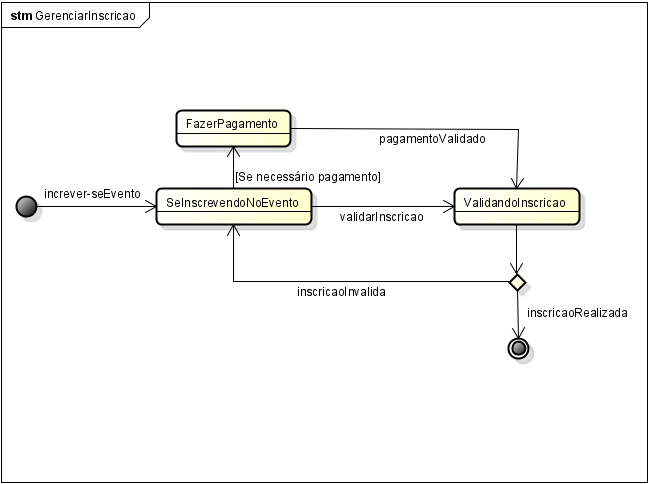 stm GerenciarInscricao
FazerPagamento
pagamentoValidado
[Se necessário pagamento]
increver-seEvento
SeInscrevendoNoEvento
validarInscricao
ValidandoInscricao
inscricaoInvalida
inscricaoRealizada